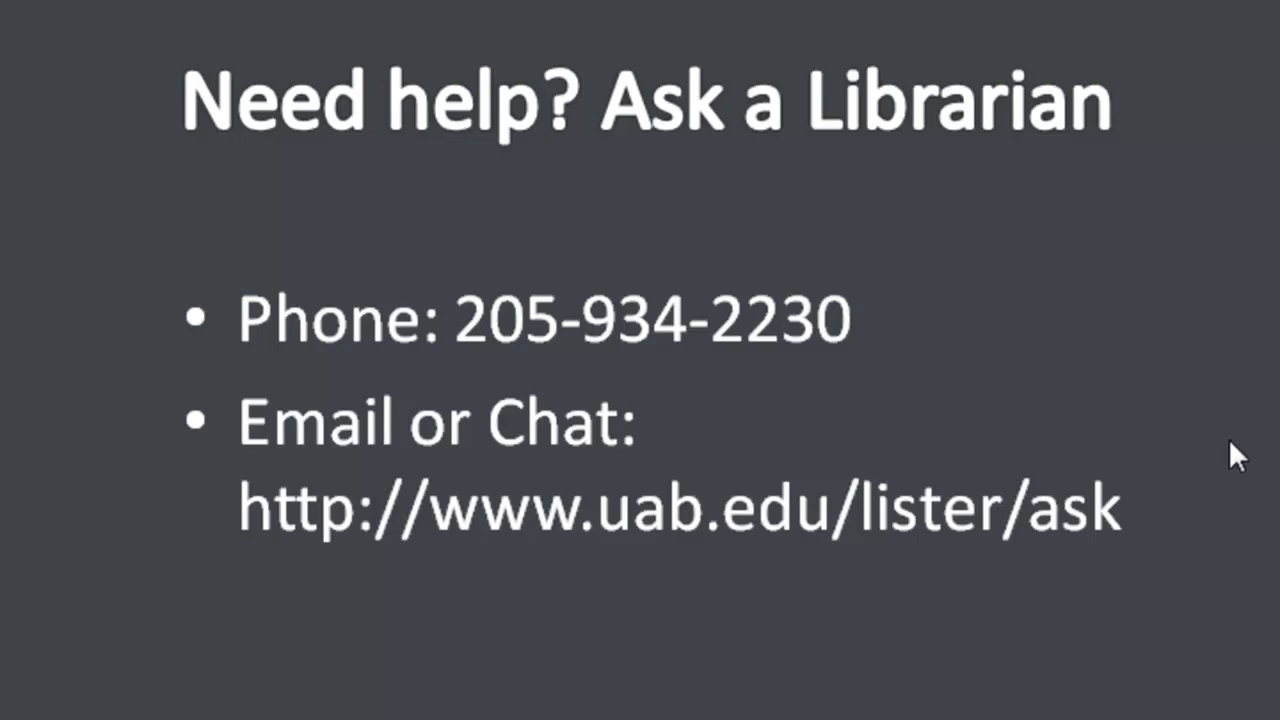 Need help? Ask a Librarian
• Phone: 205-934-2230
• Email or Chat:
http://www.uab.edu/lister/ask